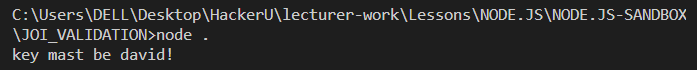 C:\Users\DELL\Desktop\HackerU\lecturer-work\Lessons\NODE.JS\NODE.JS-SANDBOX
\JOI_VALIDATION>node .
key mast be david!